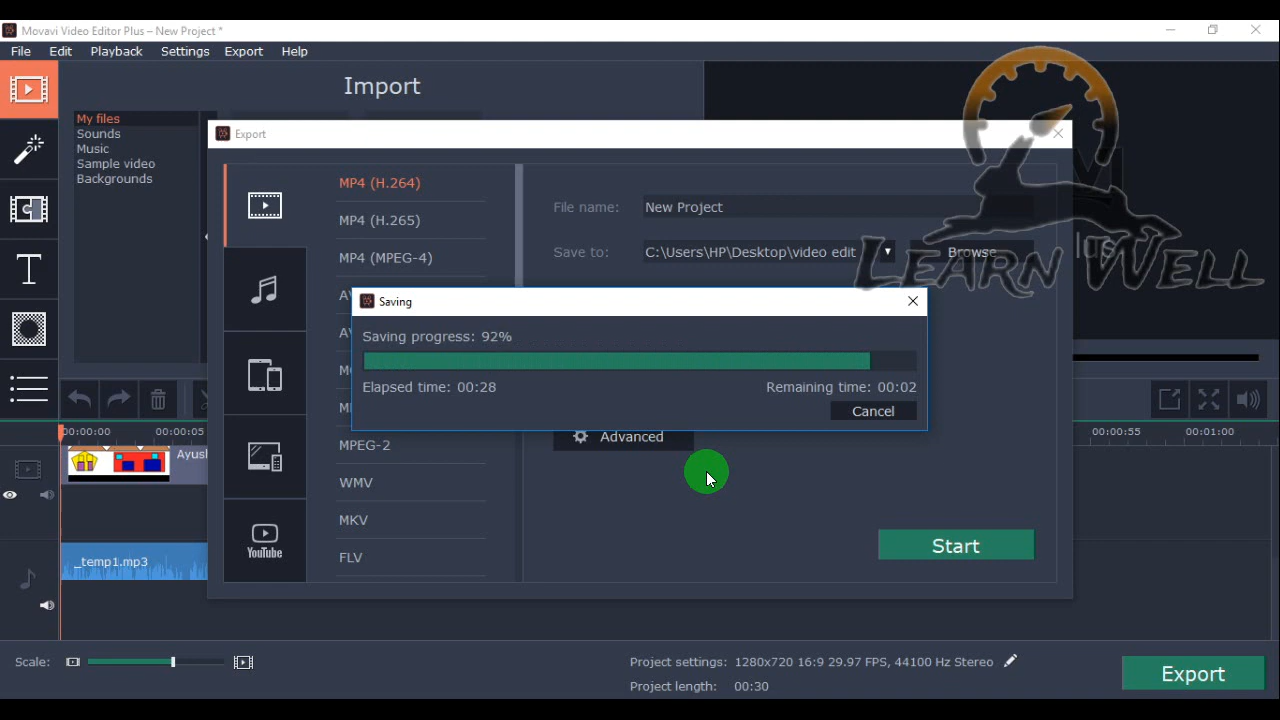 Movavi Video Editor Plus – New Project *
File Edit Playback Settings Export Help
Import
My files
Sounds
Music
Sample video
Backgrounds
Export
MP4 (H.264)
MP4 (H.265)
MP4 (MPEG-4)
MPEG-2
WMV
MKV
FLV
YouTube
File name: New Project
Save to: C:\Users\HP\Desktop\video edit
Browse
LEARN WELL
Saving
Saving progress: 92%
Elapsed time: 00:28 Remaining time: 00:02
Cancel
Advanced
Start
00:00:00 00:00:05 00:00:55 00:01:00
_temp1.mp3
Scale:
Project settings: 1280x720 16:9 29.97 FPS, 44100 Hz Stereo
Project length: 00:30
Export